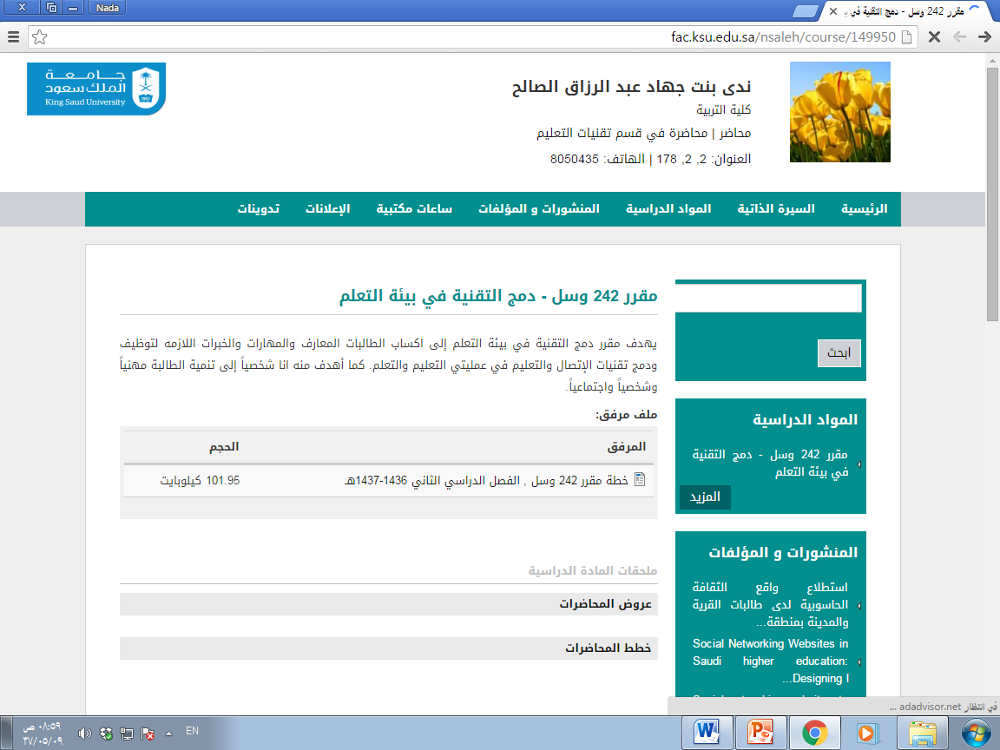 Nada
مقرر 242 وسل - دمج التقنية في بي
fac.ksu.edu.sa/nsaleh/course/149950
جامعة
الملك سعود
King Saud University
1957
ندى بنت جهاد عبد الرزاق الصالح
كلية التربية
محاضر | محاضرة في قسم تقنيات التعليم
العنوان: 2, 2, 178 | الهاتف: 8050435
الرئيسية
السيرة الذاتية
المواد الدراسية
المنشورات و المؤلفات
ساعات مكتبية
الإعلانات
تدوينات
ابحث
المواد الدراسية
مقرر 242 وسل - دمج التقنية
في بيئة التعلم
المزيد
المنشورات و المؤلفات
استطلاع واقع الثقافة
الحاسوبية لدى طالبات القرية
والمدينة بمنطقة...
Social Networking Websites in
Saudi higher education:
Designing I...
مقرر 242 وسل - دمج التقنية في بيئة التعلم
يهدف مقرر دمج التقنية في بيئة التعلم إلى اكساب الطالبات المعارف والمهارات والخبرات اللازمه لتوظيف
ودمج تقنيات الإتصال والتعليم في عمليتي التعليم والتعلم. كما أهدف منه انا شخصياً إلى تنمية الطالبة مهنياً
وشخصياً واجتماعياً.
ملف مرفق:
المرفق
الحجم
خطة مقرر 242 وسل , الفصل الدراسي الثاني 1436-1437هـ
101.95 كيلوبايت
ملحقات المادة الدراسية
عروض المحاضرات
خطط المحاضرات
في انتظار adadvisor.net ...
EN
٠٨:٥٩ ص
٣٧/٠٥/٠٩